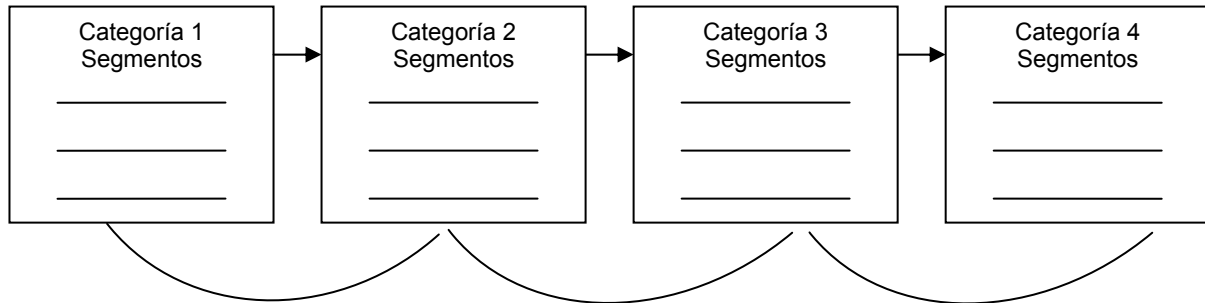 Categoría 1
Segmentos
Categoría 2
Segmentos
Categoría 3
Segmentos
Categoría 4
Segmentos